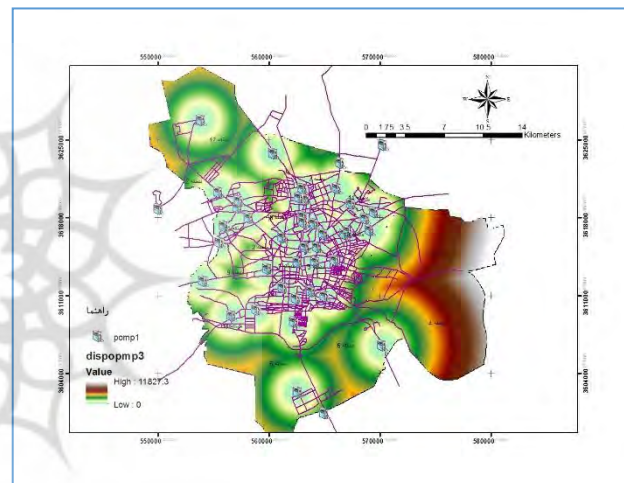 550000 560000 570000 580000
N
W E
S
0 1.75 3.5 7 10.5 14
Kilometers
3625000
3618000
3611000
3604000
راهنما
pomp1
dispopmp3
Value
High : 11827.3
Low : 0
550000 560000 570000 580000